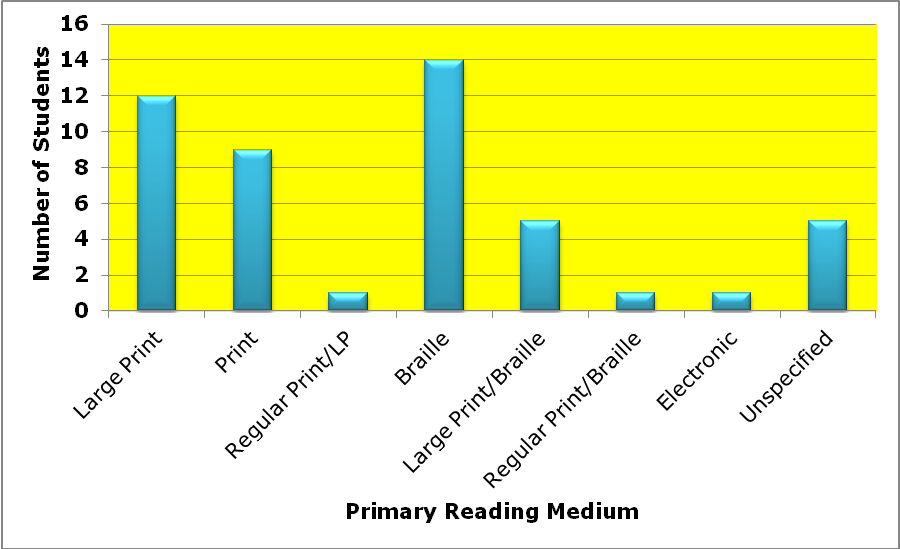 Number of Students
16
14
12
10
8
6
4
2
0
Large Print
Print
Regular Print/LP
Braille
Large Print/Braille
Regular Print/Braille
Electronic
Unspecified
Primary Reading Medium